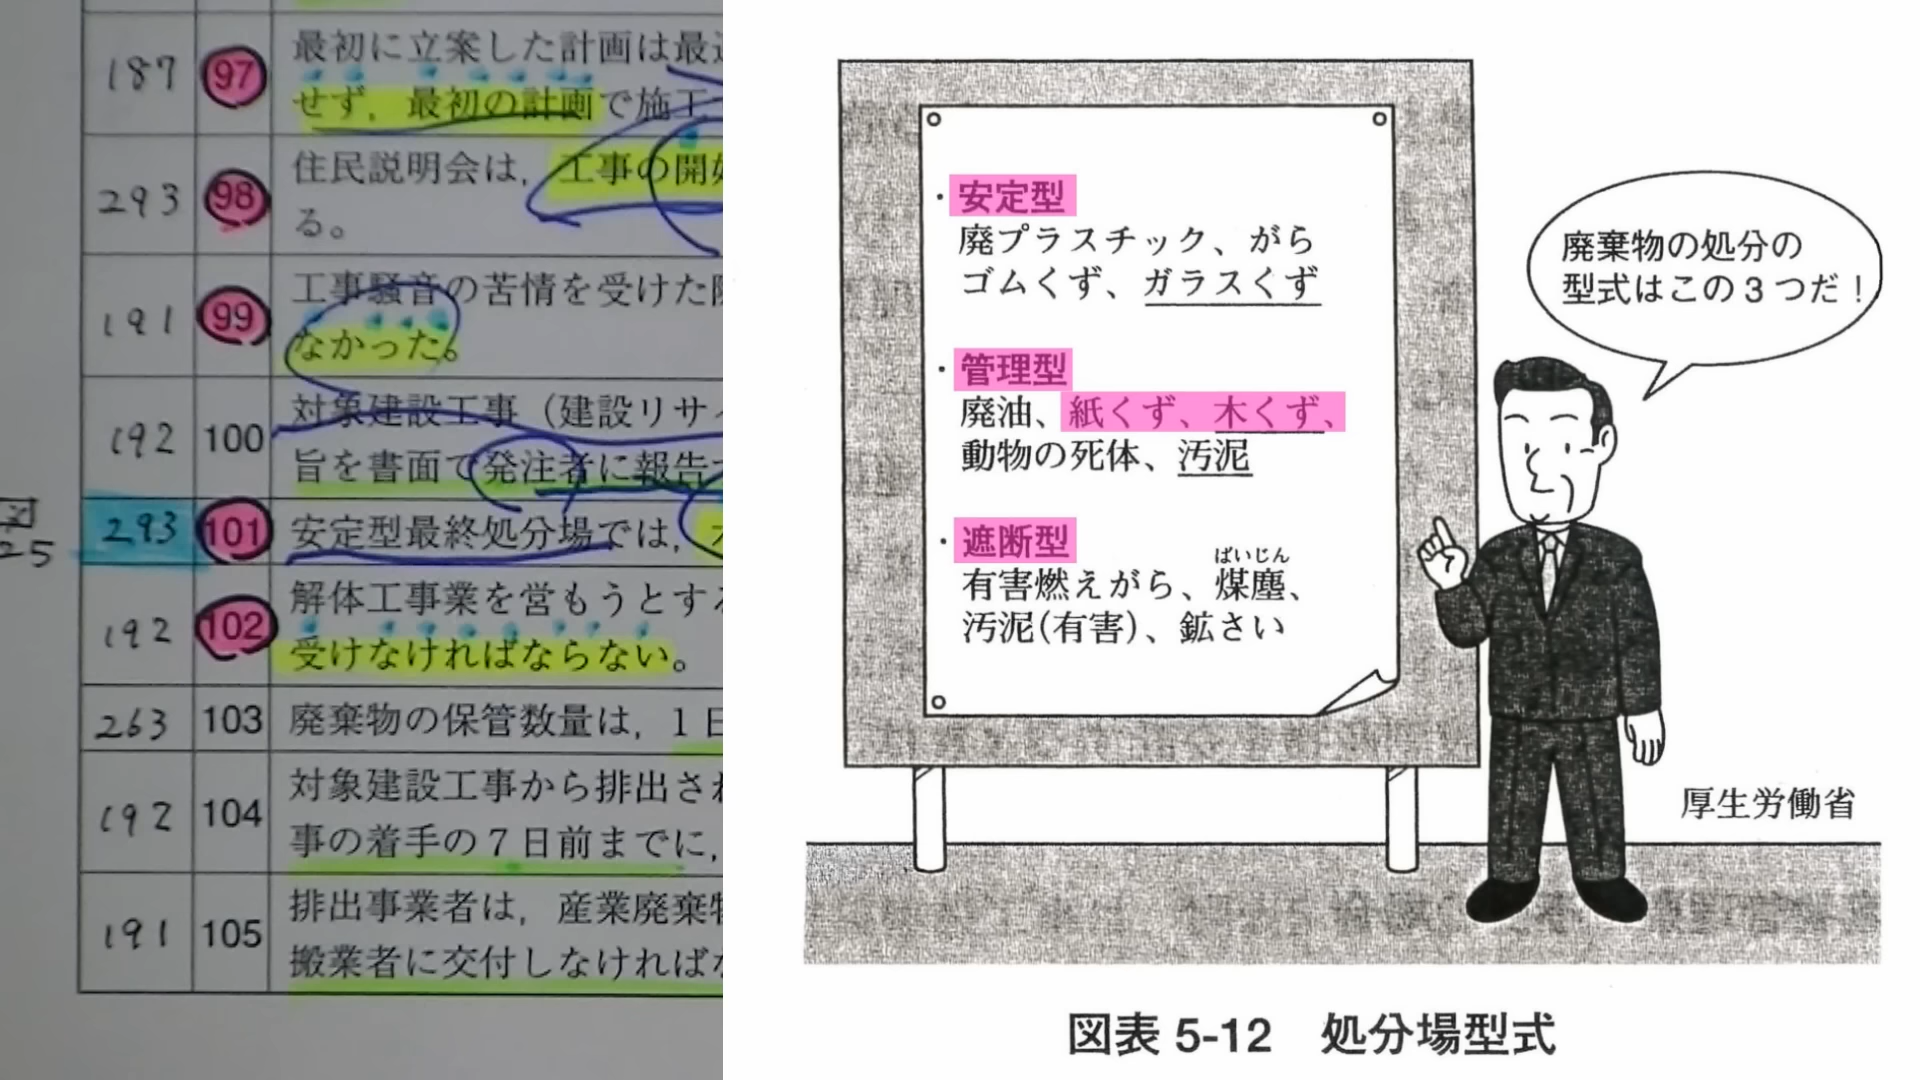 187
97
最初に立案した計画は最
せず，最初の計画で施工
293
98
住民説明会は，工事の開始
る。
191
99
工事騒音の苦情を受けた
なかった。
192
100
対象建設工事（建設リサイ
旨を書面で発注者に報告
25
293
101
安定型最終処分場では，
192
102
解体工事業を営もうとする
受けなければならない。
263
103
廃棄物の保管数量は，1日
192
104
対象建設工事から排出され
事の着手の7日前までに，
191
105
排出事業者は，産業廃棄物
搬業者に交付しなければな
・安定型
廃プラスチック、がら
ゴムくず、ガラスくず
・管理型
廃油、紙くず、木くず、
動物の死体、汚泥
・遮断型
ばいじん
有害燃えがら、煤塵、
汚泥(有害)、鉱さい
廃棄物の処分の
型式はこの3つだ！
厚生労働省
図表 5-12　処分場型式